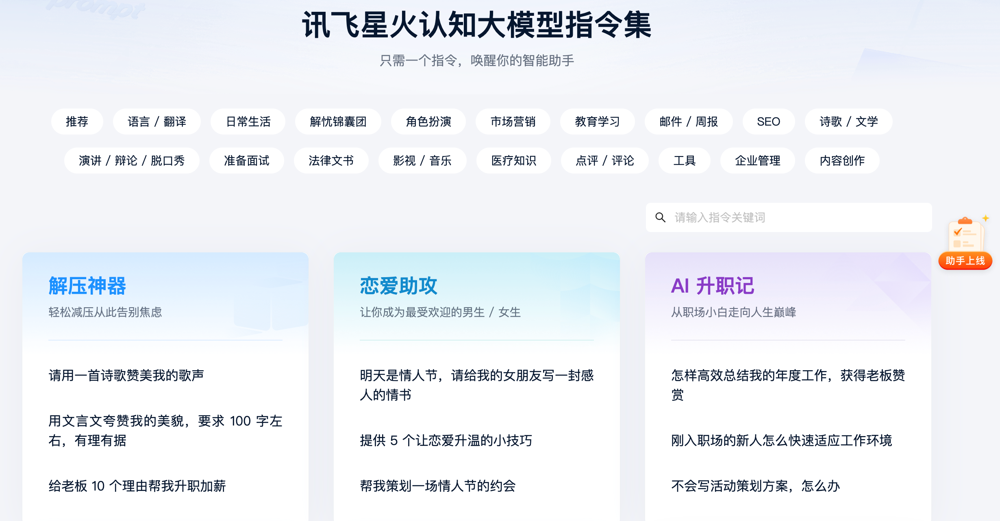 prompt
讯飞星火认知大模型指令集
只需一个指令，唤醒你的智能助手
推荐 语言 / 翻译 日常生活 解忧锦囊团 角色扮演 市场营销 教育学习 邮件 / 周报 SEO 诗歌 / 文学
演讲 / 辩论 / 脱口秀 准备面试 法律文书 影视 / 音乐 医疗知识 点评 / 评论 工具 企业管理 内容创作
请输入指令关键词
助手上线
解压神器
轻松减压从此告别焦虑
请用一首诗歌赞美我的歌声
用文言文夸赞我的美貌，要求 100 字左
右，有理有据
给老板 10 个理由帮我升职加薪
恋爱助攻
让你成为最受欢迎的男生 / 女生
明天是情人节，请给我的女朋友写一封感
人的情书
提供 5 个让恋爱升温的小技巧
帮我策划一场情人节的约会
AI 升职记
从职场小白走向人生巅峰
怎样高效总结我的年度工作，获得老板赞
赏
刚入职场的新人怎么快速适应工作环境
不会写活动策划方案，怎么办